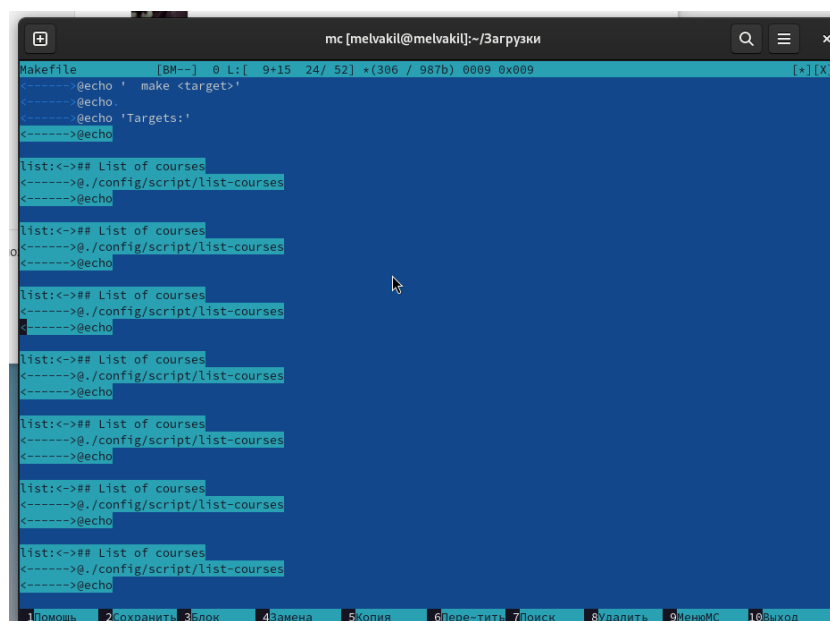 mc [melvakil@melvakil]:~/Загрузки
Makefile [BM--] 0 L:[ 9+15 24/ 52] *(306 / 987b) 0009 0x009 [*][X]
<------>@echo ' make <target>'
<------>@echo.
<------>@echo 'Targets:'
<------>@echo
list:<->## List of courses
<------>@./config/script/list-courses
<------>@echo
list:<->## List of courses
<------>@./config/script/list-courses
<------>@echo
list:<->## List of courses
<------>@./config/script/list-courses
<------>@echo
list:<->## List of courses
<------>@./config/script/list-courses
<------>@echo
list:<->## List of courses
<------>@./config/script/list-courses
<------>@echo
list:<->## List of courses
<------>@./config/script/list-courses
<------>@echo
list:<->## List of courses
<------>@./config/script/list-courses
<------>@echo
1Помощь 2Сохранить 3Блок 4Замена 5Копия 6Пере~тить 7Поиск 8Удалить 9МенюMC 10Выход